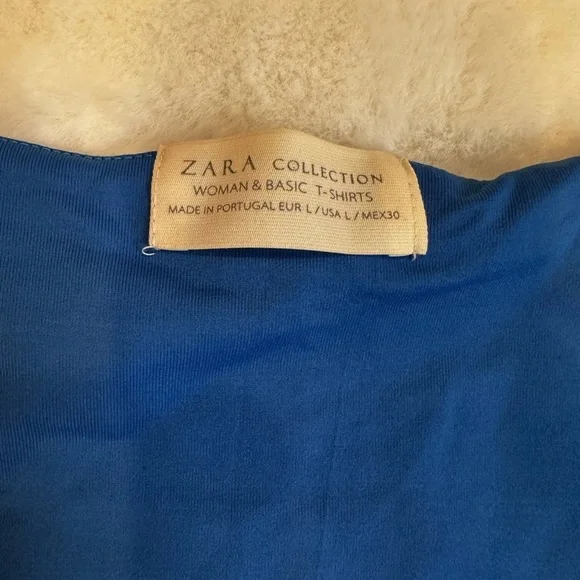 ZARA COLLECTION
WOMAN & BASIC T-SHIRTS
MADE IN PORTUGAL EUR L / USA L / MEX30